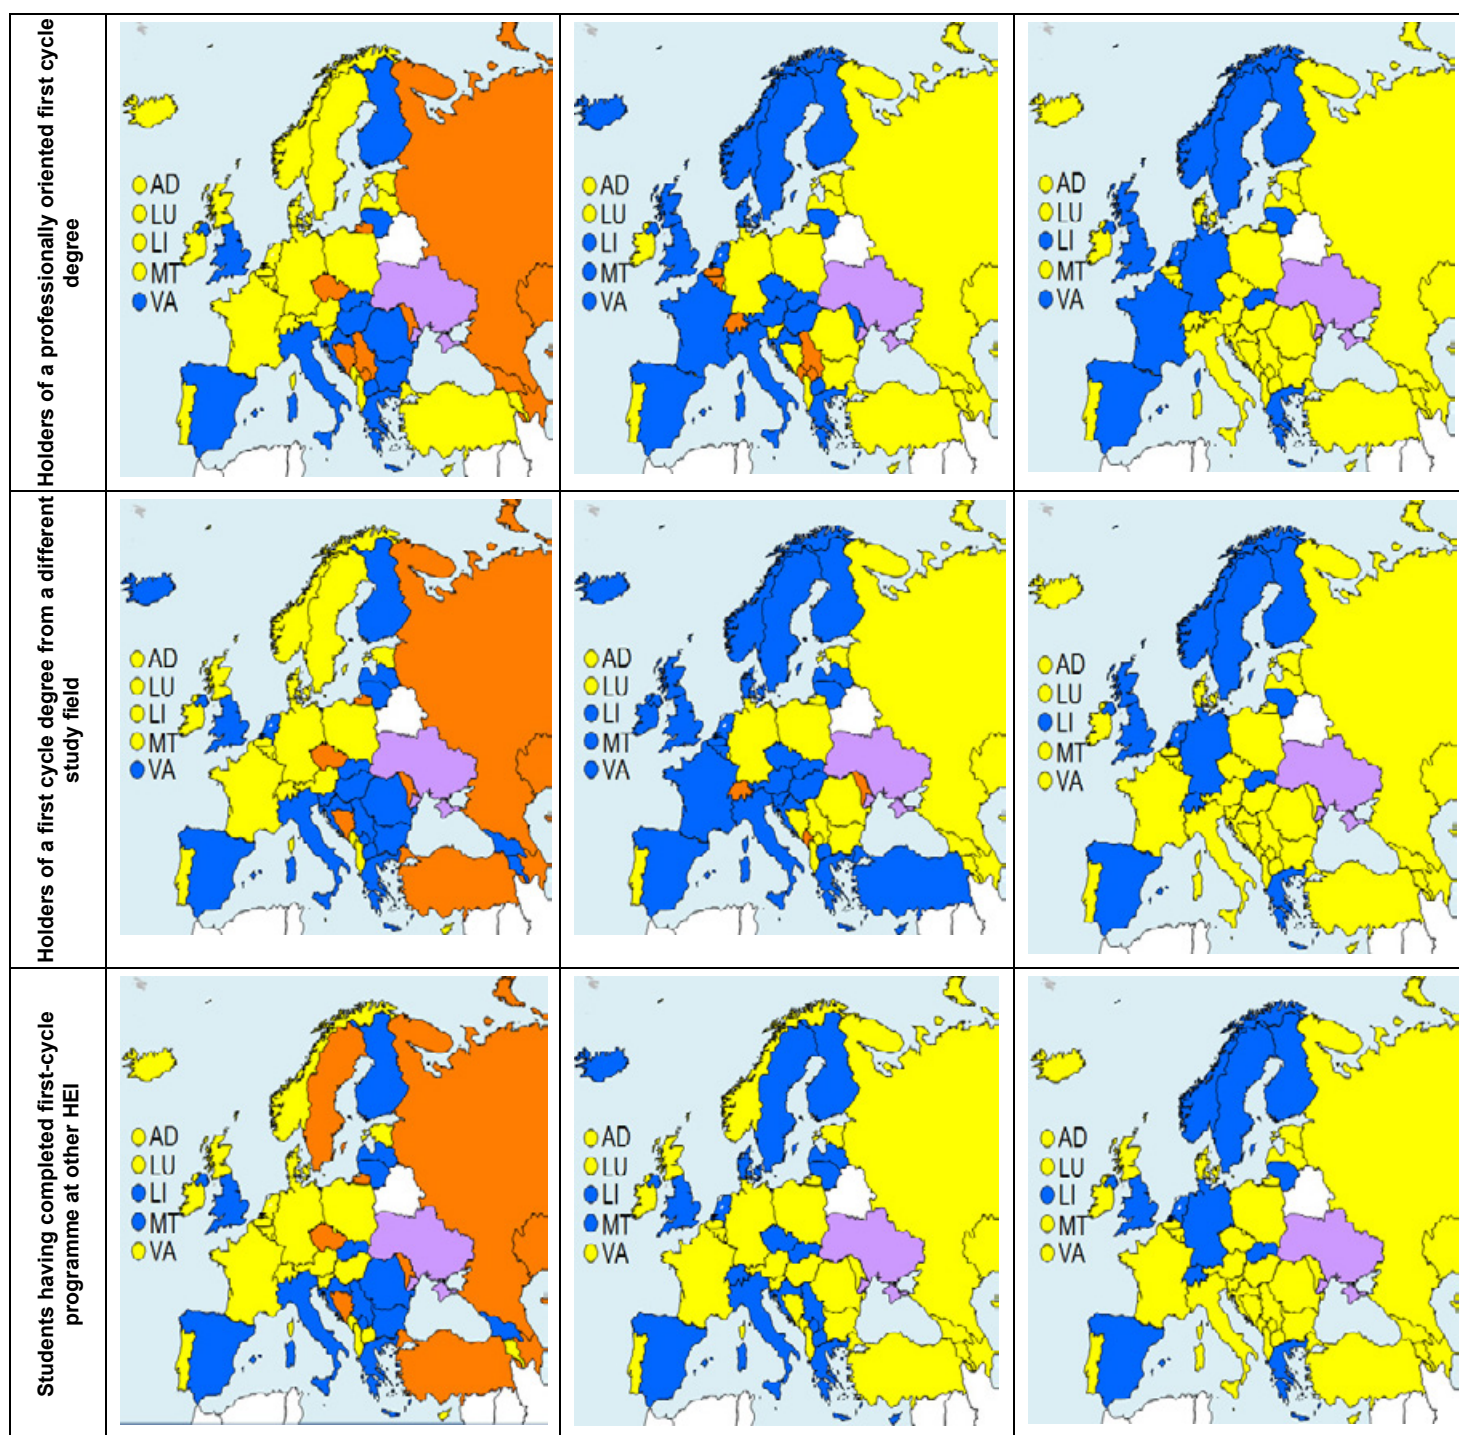 Holders of a professionally oriented first cycle
degree
AD
LU
LI
MT
VA
AD
LU
LI
MT
VA
AD
LU
LI
MT
VA
Holders of a first cycle degree from a different
study field
AD
LU
LI
MT
VA
AD
LU
LI
MT
VA
AD
LU
LI
MT
VA
Students having completed first-cycle
programme at other HEI
AD
LU
LI
MT
VA
AD
LU
LI
MT
VA
AD
LU
LI
MT
VA